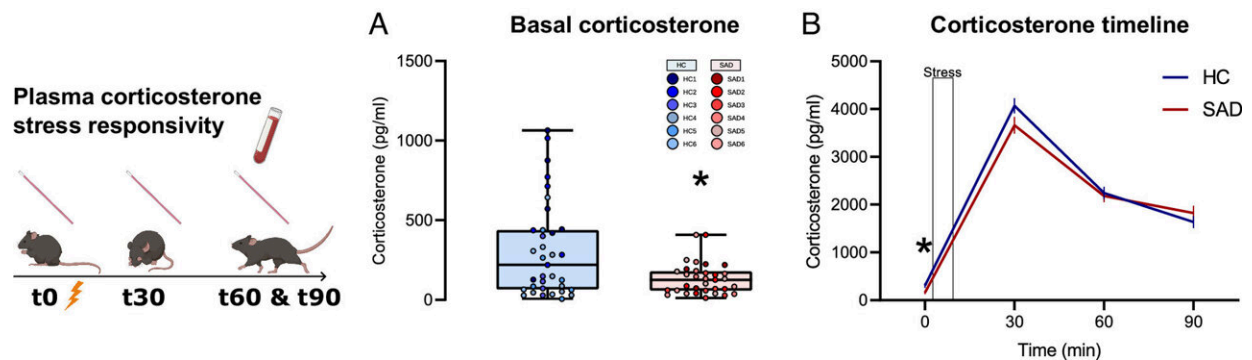 Plasma corticosterone
stress responsivity
t0
t30
t60 & t90
A
Basal corticosterone
Corticosterone (pg/ml)
1500
1000
500
0
HC
HC1
HC2
HC3
HC4
HC5
HC6
SAD
SAD1
SAD2
SAD3
SAD4
SAD5
SAD6
*
B
Corticosterone timeline
Corticosterone (pg/ml)
5000
4000
3000
2000
1000
0
Stress
*
HC
SAD
0
30
60
90
Time (min)